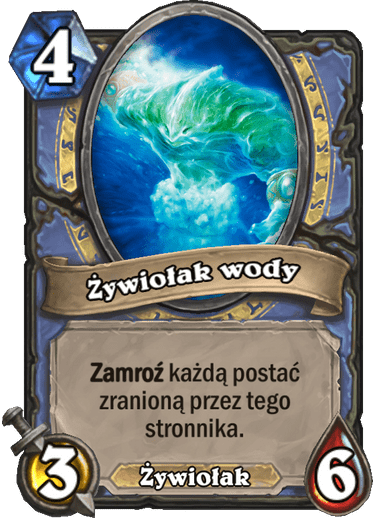 4
Żywiołak wody
Zamroź każdą postać
zranioną przez tego
stronnika.
3
Żywiołak
6